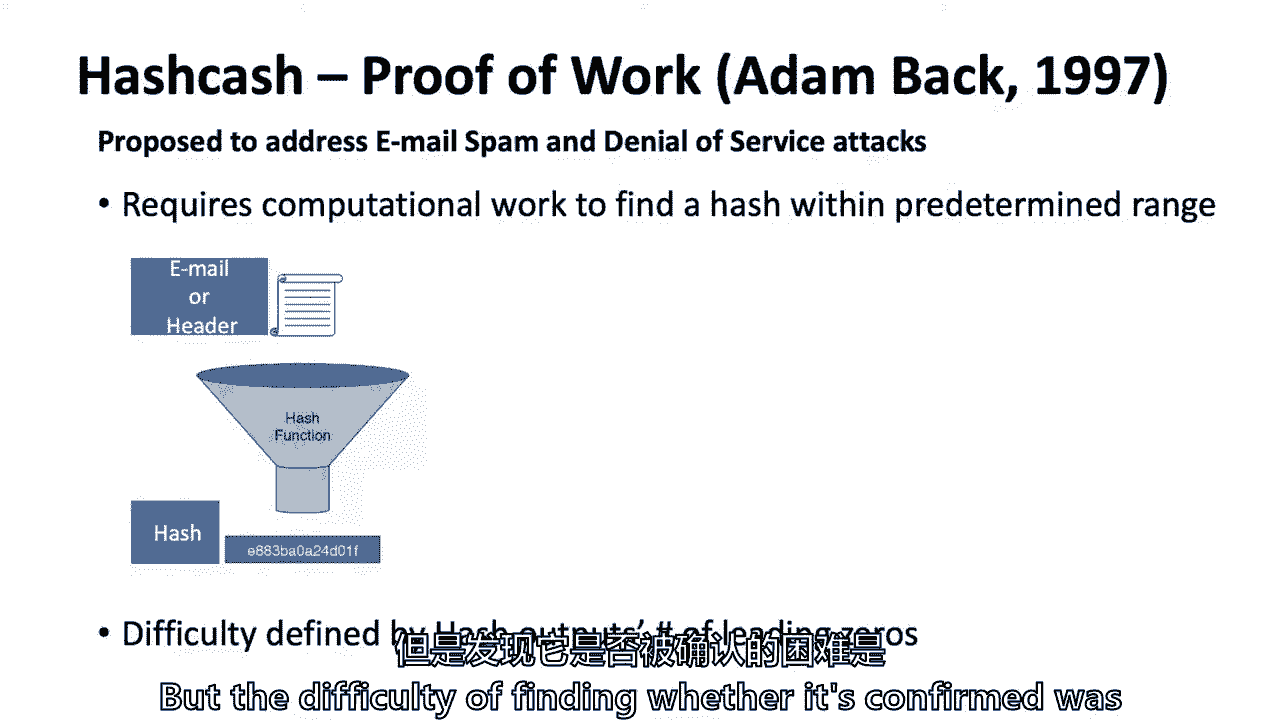 Hashcash – Proof of Work (Adam Back, 1997)
Proposed to address E-mail Spam and Denial of Service attacks
• Requires computational work to find a hash within predetermined range
E-mail
or
Header
Hash
Function
Hash
e883ba0a24d01f
• Difficulty defined by Hash outputs' # of leading zeros
但是发现它是否被确认的困难是
But the difficulty of finding whether it's confirmed was